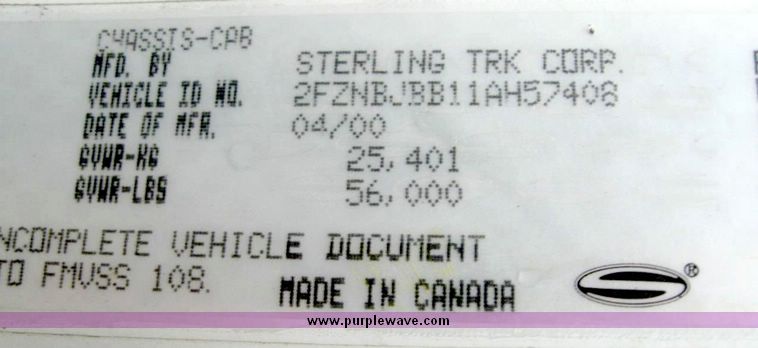 CHASSIS-CAB
MFD. BY STERLING TRK CORP.
VEHICLE ID NO. 2FZNBJBB11AH57408
DATE OF MFR. 04/00
GVWR-KG 25,401
GVWR-LBS 56,000
NCOMPLETE VEHICLE DOCUMENT
TO FMVSS 108.
MADE IN CANADA
®
www.purplewave.com